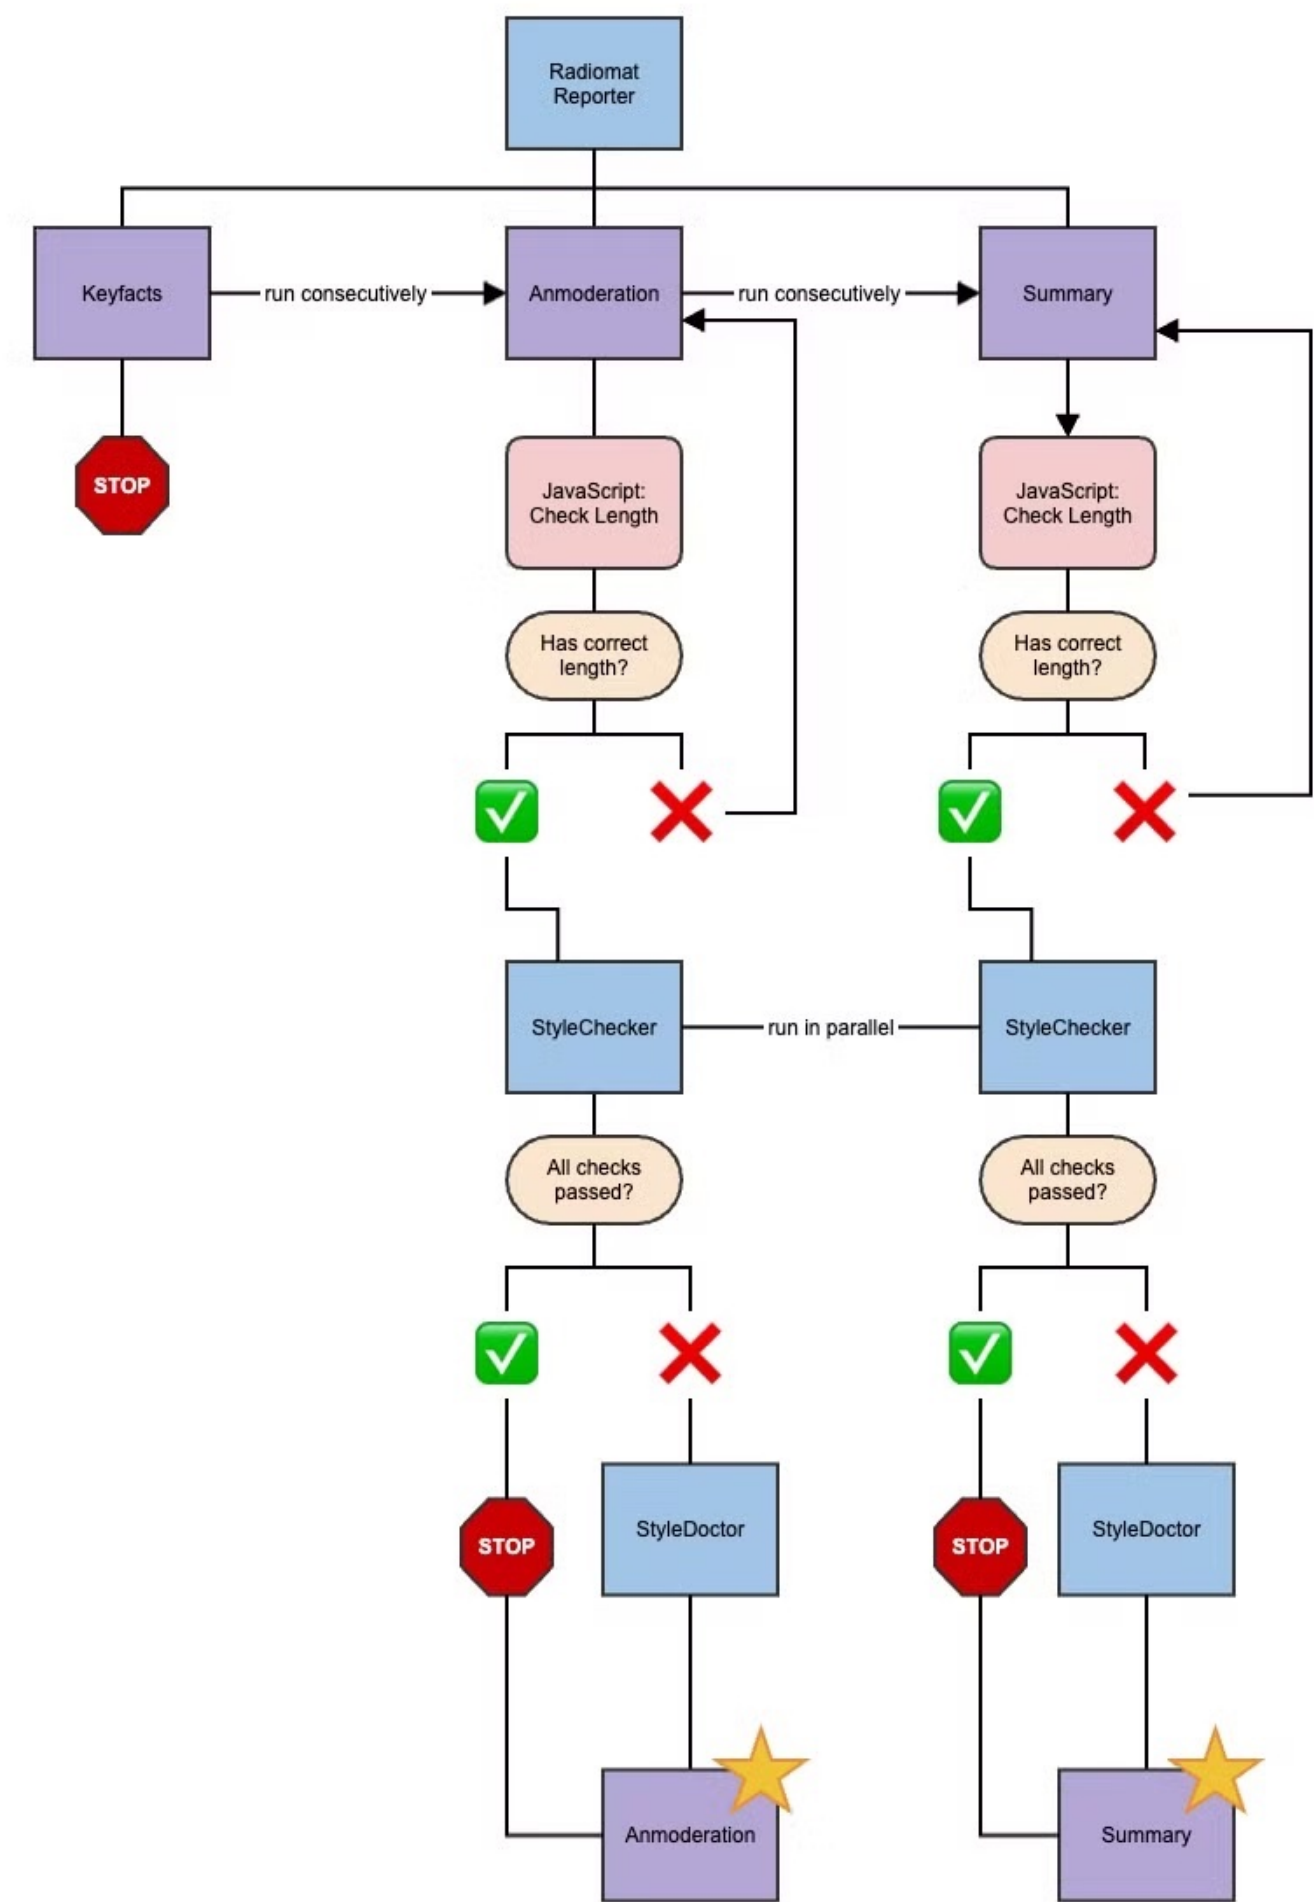 Radiomat
Reporter
Keyfacts
run consecutively
Anmoderation
run consecutively
Summary
STOP
JavaScript:
Check Length
JavaScript:
Check Length
Has correct
length?
Has correct
length?
StyleChecker
run in parallel
StyleChecker
All checks
passed?
All checks
passed?
STOP
StyleDoctor
STOP
StyleDoctor
Anmoderation
Summary